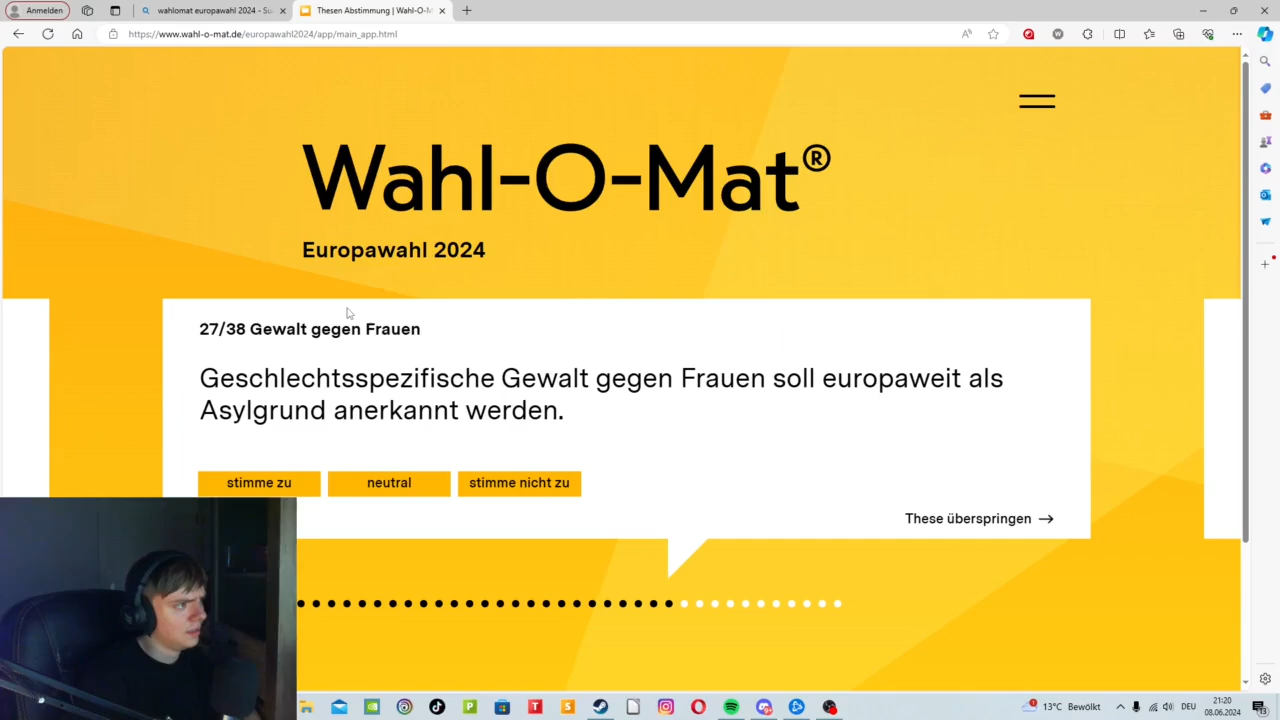 Anmelden
wahlomat europawahl 2024 - Su
Thesen Abstimmung | Wahl-O-M
https://www.wahl-o-mat.de/europawahl2024/app/main_app.html
Wahl-O-Mat®
Europawahl 2024
27/38 Gewalt gegen Frauen
Geschlechtsspezifische Gewalt gegen Frauen soll europaweit als
Asylgrund anerkannt werden.
stimme zu
neutral
stimme nicht zu
These überspringen →
13°C Bewölkt
DEU
21:20
08.06.2024